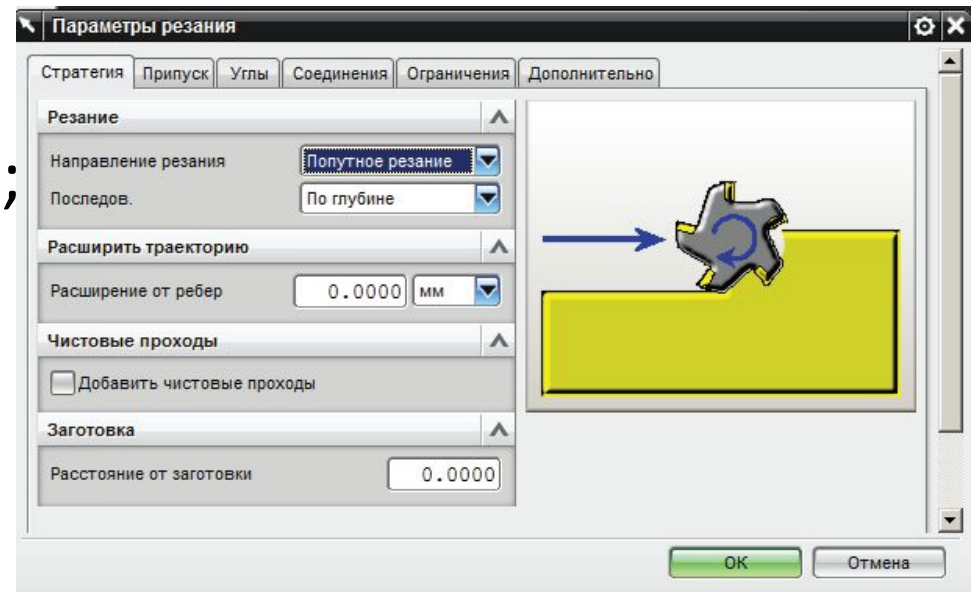 Параметры резания
Стратегия Припуск Углы Соединения Ограничения Дополнительно
Резание
;
Направление резания Попутное резание
Последов. По глубине
Расширить траекторию
Расширение от ребер 0.0000 мм
Чистовые проходы
Добавить чистовые проходы
Заготовка
Расстояние от заготовки 0.0000
ОК Отмена